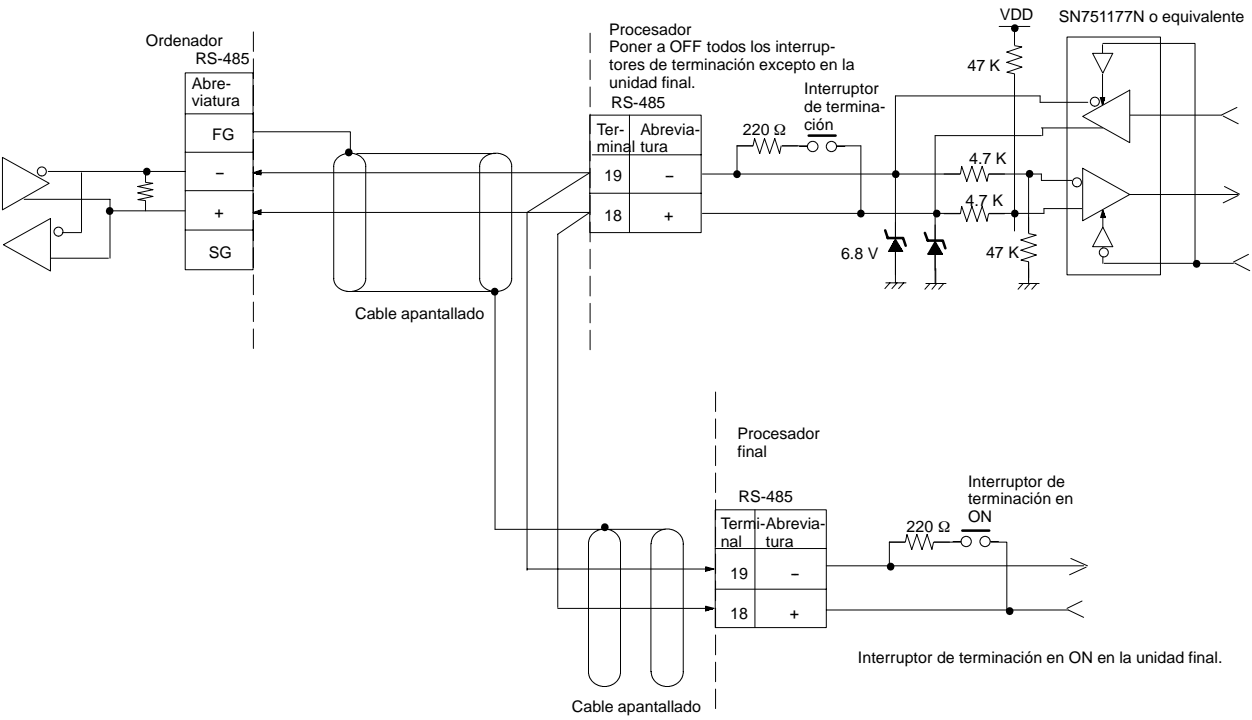 VDD
SN751177N o equivalente
Ordenador
RS-485
Abre-
viatura
FG
−
+
SG
Cable apantallado
Procesador
Poner a OFF todos los interrup-
tores de terminación excepto en la
unidad final.
RS-485
Ter-
minal
Abrevia-
tura
19
−
18
+
220 Ω
Interruptor
de termina-
ción
47 K
4.7 K
4.7 K
6.8 V
47 K
Procesador
final
RS-485
Termi-
nal
Abrevia-
tura
19
−
18
+
220 Ω
Interruptor de
terminación en
ON
Interruptor de terminación en ON en la unidad final.
Cable apantallado